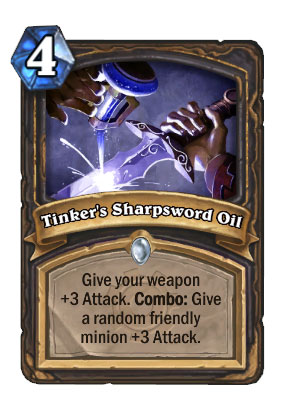 4
Tinker's Sharpsword Oil
Give your weapon
+3 Attack. Combo: Give
a random friendly
minion +3 Attack.